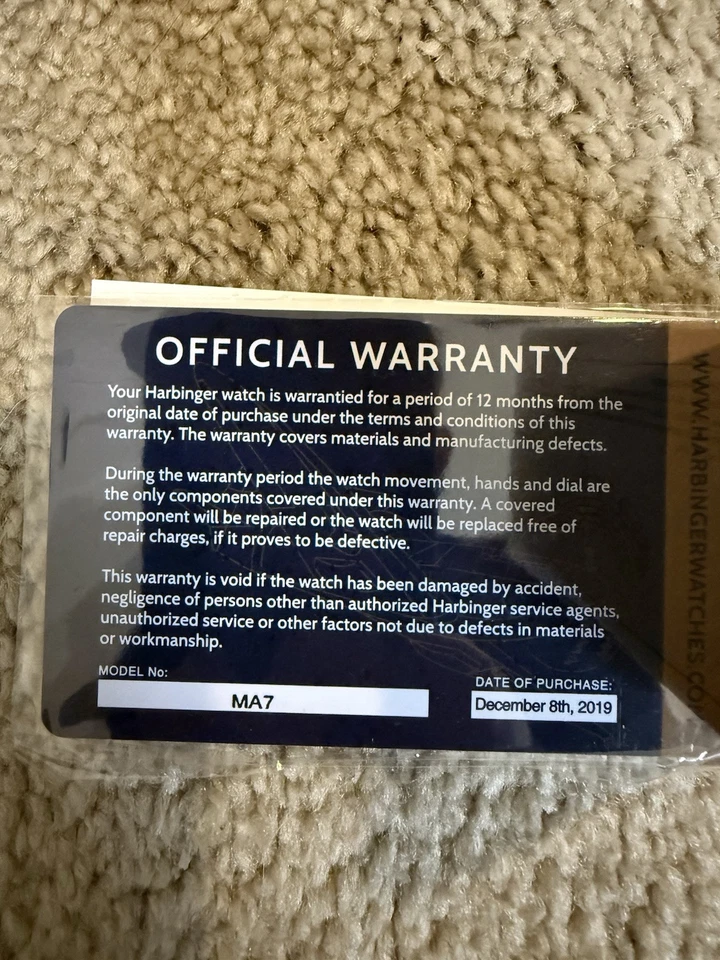 OFFICIAL WARRANTY
Your Harbinger watch is warrantied for a period of 12 months from the
original date of purchase under the terms and conditions of this
warranty. The warranty covers materials and manufacturing defects.
During the warranty period the watch movement, hands and dial are
the only components covered under this warranty. A covered
component will be repaired or the watch will be replaced free of
repair charges, if it proves to be defective.
This warranty is void if the watch has been damaged by accident,
negligence of persons other than authorized Harbinger service agents,
unauthorized service or other factors not due to defects in materials
or workmanship.
MODEL No:
MA7
DATE OF PURCHASE:
December 8th, 2019
WWW.HARBINGERWATCHES.CO